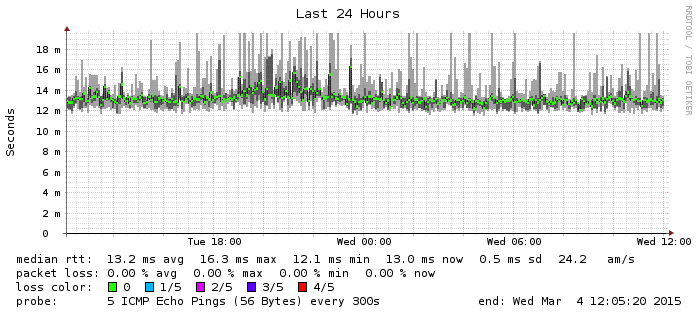 Last 24 Hours
RRDTOOL / TOBI OETIKER
Seconds
18 m
16 m
14 m
12 m
10 m
8 m
6 m
4 m
2 m
0
Tue 18:00 Wed 00:00 Wed 06:00 Wed 12:00
median rtt: 13.2 ms avg 16.3 ms max 12.1 ms min 13.0 ms now 0.5 ms sd 24.2 am/s
packet loss: 0.00 % avg 0.00 % max 0.00 % min 0.00 % now
loss color: 0 1/5 2/5 3/5 4/5
probe: 5 ICMP Echo Pings (56 Bytes) every 300s end: Wed Mar 4 12:05:20 2015